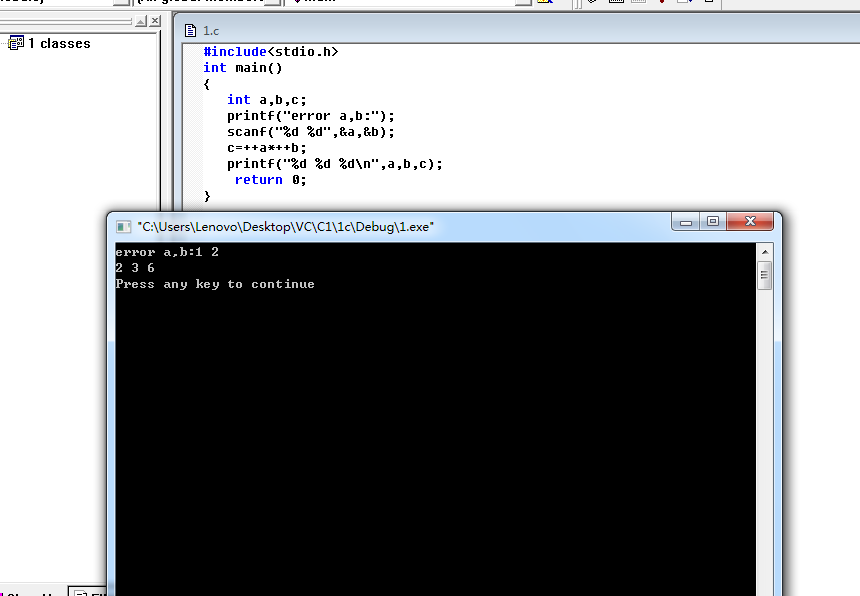 1 classes
1.c
#include<stdio.h>
int main()
{
int a,b,c;
printf("error a,b:");
scanf("%d %d",&a,&b);
c=++a*++b;
printf("%d %d %d\n",a,b,c);
return 0;
}
"C:\Users\Lenovo\Desktop\VC\C1\1c\Debug\1.exe"
error a,b:1 2
2 3 6
Press any key to continue